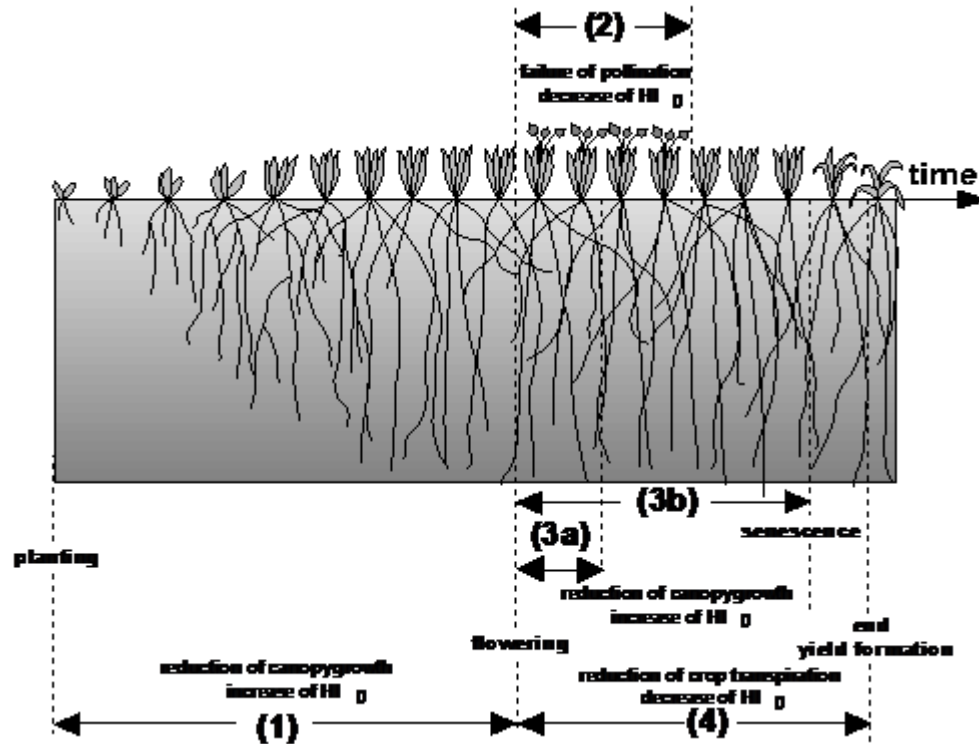 (2)
failure of pollination
decrease of HI 0
time
(3b)
(3a)
senescence
planting
reduction of canopygrowth
increase of HI 0
flowering
end
yield formation
reduction of canopygrowth
increase of HI 0
reduction of crop transpiration
decrease of HI 0
(1)
(4)